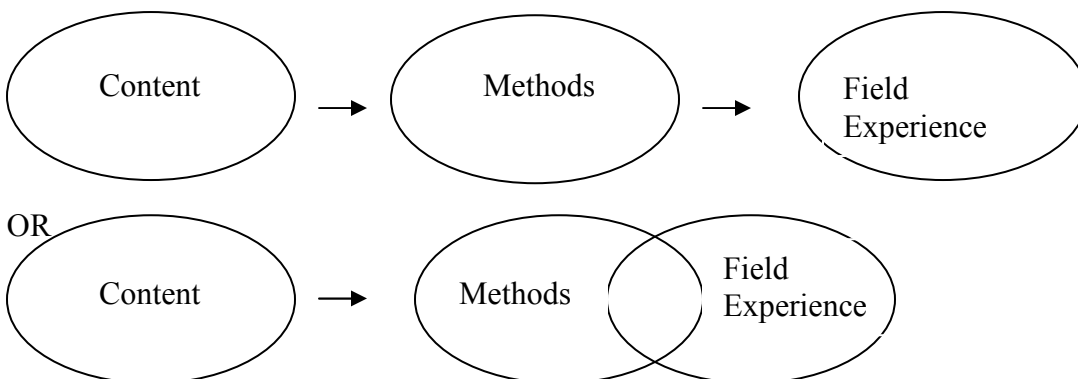 Content
Methods
Field
Experience
OR
Content
Methods
Field
Experience